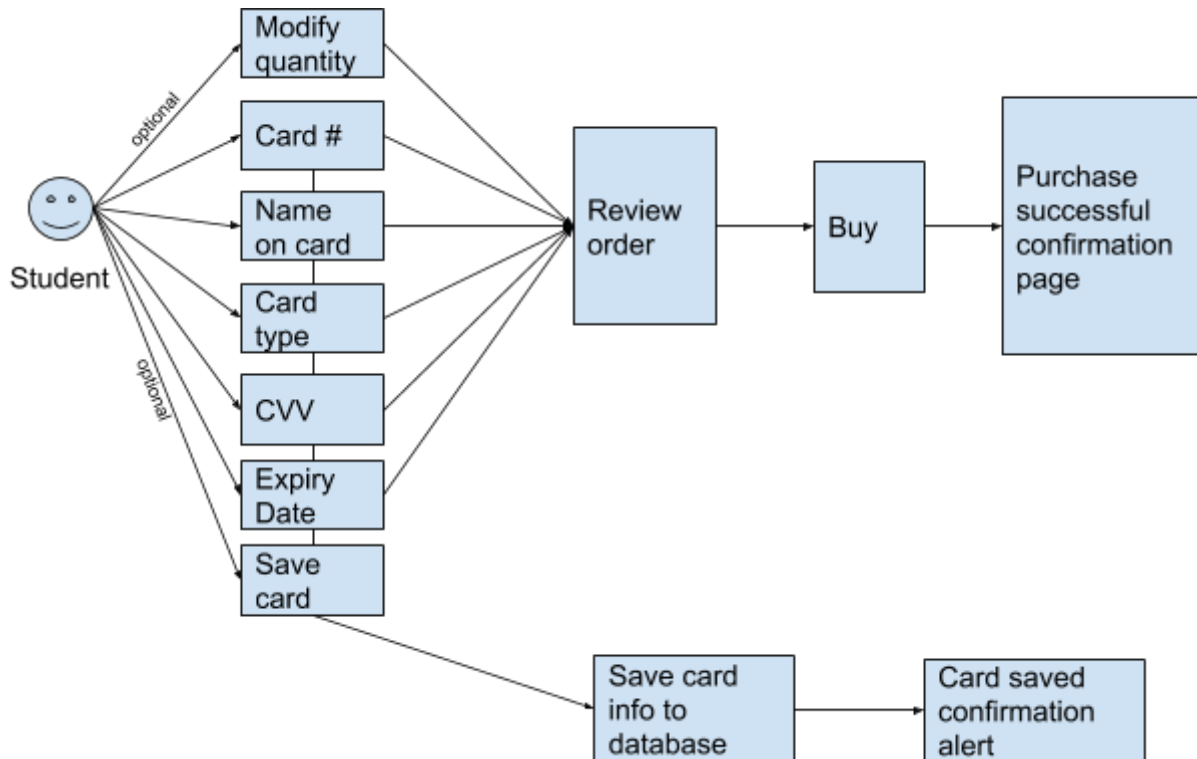 Modify
quantity
optional
Card #
Name
on card
Student
Card
type
optional
CVV
Expiry
Date
Save
card
Review
order
Buy
Purchase
successful
confirmation
page
Save card
info to
database
Card saved
confirmation
alert